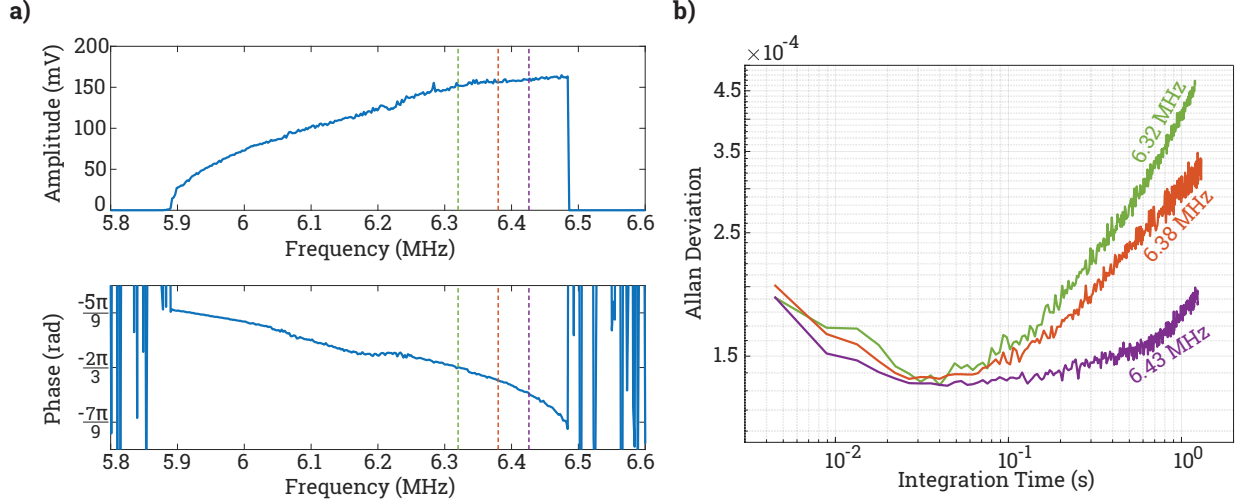 a)
Amplitude (mV)
200
150
100
50
0
5.8 5.9 6 6.1 6.2 6.3 6.4 6.5 6.6
Frequency (MHz)
Phase (rad)
-5π
9
-2π
3
-7π
9
5.8 5.9 6 6.1 6.2 6.3 6.4 6.5 6.6
Frequency (MHz)
b)
×10⁻⁴
Allan Deviation
4.5
3.5
2.5
1.5
6.32 MHz
6.38 MHz
6.43 MHz
10⁻² 10⁻¹ 10⁰
Integration Time (s)